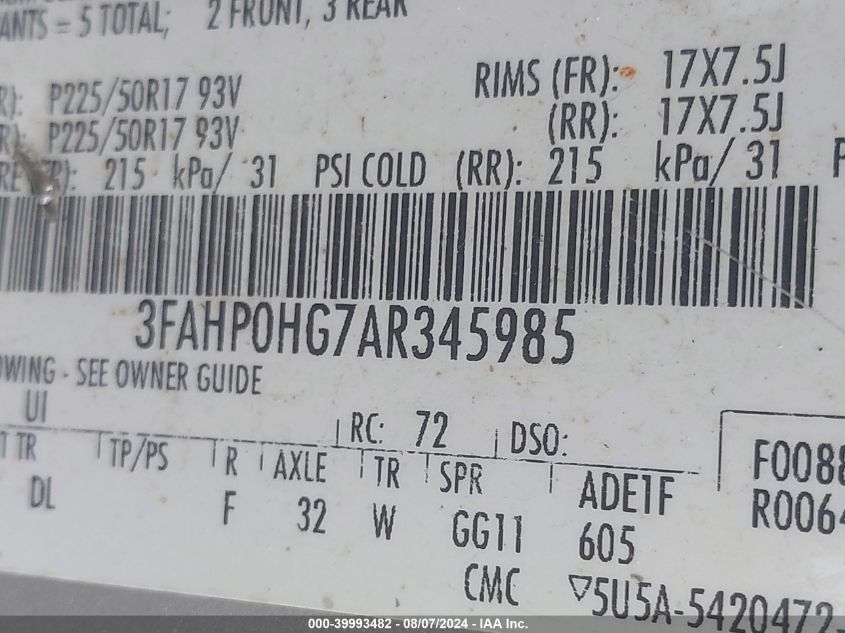 ANTS = 5 TOTAL; 2 FRONT, 3 REAR
R): P225/50R17 93V RIMS (FR): 17X7.5J
R): P225/50R17 93V (RR): 17X7.5J
215 kPa/ 31 PSI COLD (RR): 215 kPa/ 31
3FAHP0HG7AR345985
OWING - SEE OWNER GUIDE
UI RC: 72 DSO:
TR TP/PS R AXLE TR SPR ADE1F F0088
DL F 32 W GG11 605 R0064
CMC ▽5U5A-5420472-
000-39993482 - 08/07/2024 - IAA Inc.